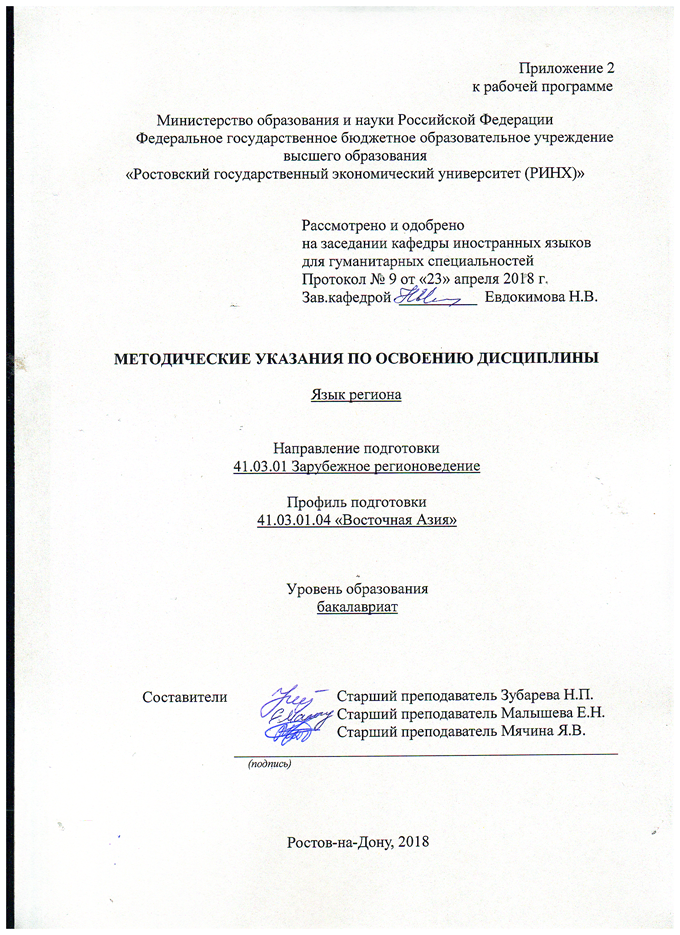 Приложение 2
к рабочей программе
Министерство образования и науки Российской Федерации
Федеральное государственное бюджетное образовательное учреждение
высшего образования
«Ростовский государственный экономический университет (РИНХ)»
Рассмотрено и одобрено
на заседании кафедры иностранных языков
для гуманитарных специальностей
Протокол № 9 от «23» апреля 2018 г.
Зав.кафедрой __________ Евдокимова Н.В.
МЕТОДИЧЕСКИЕ УКАЗАНИЯ ПО ОСВОЕНИЮ ДИСЦИПЛИНЫ
Язык региона
Направление подготовки
41.03.01 Зарубежное регионоведение
Профиль подготовки
41.03.01.04 «Восточная Азия»
Уровень образования
бакалавриат
Составители Старший преподаватель Зубарева Н.П.
Старший преподаватель Малышева Е.Н.
Старший преподаватель Мячина Я.В.
(подпись)
Ростов-на-Дону, 2018